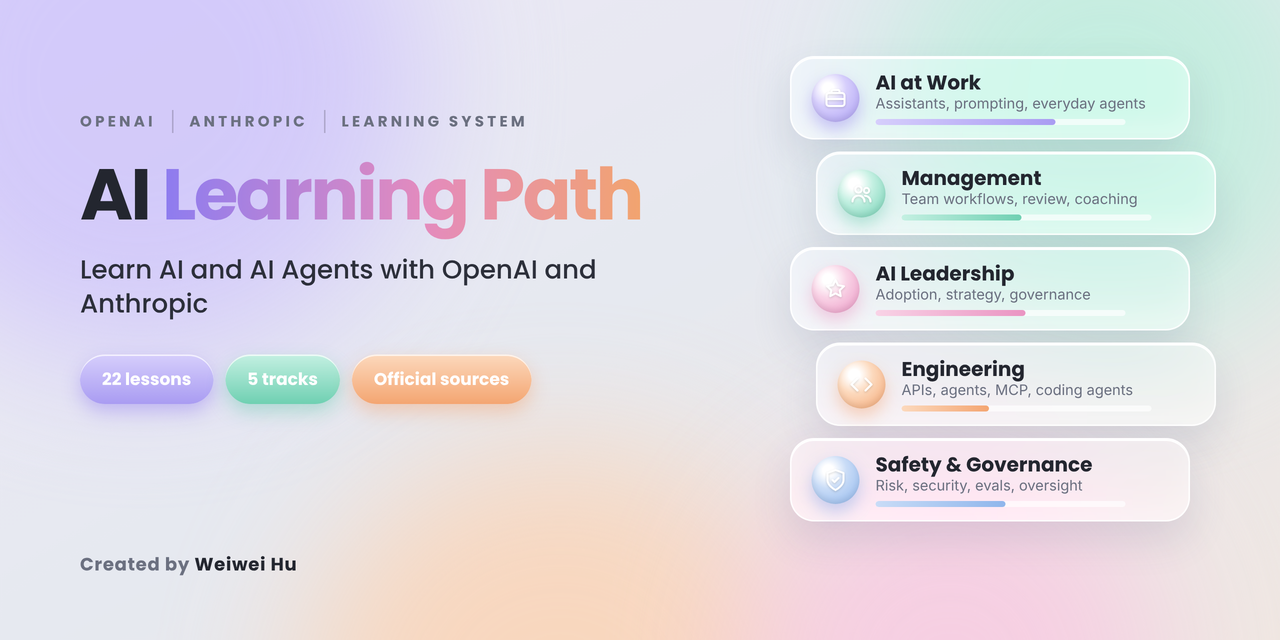 OPENAI | ANTHROPIC | LEARNING SYSTEM
AI Learning Path
Learn AI and AI Agents with OpenAI and
Anthropic
22 lessons
5 tracks
Official sources
Created by Weiwei Hu
AI at Work
Assistants, prompting, everyday agents
Management
Team workflows, review, coaching
AI Leadership
Adoption, strategy, governance
Engineering
APIs, agents, MCP, coding agents
Safety & Governance
Risk, security, evals, oversight